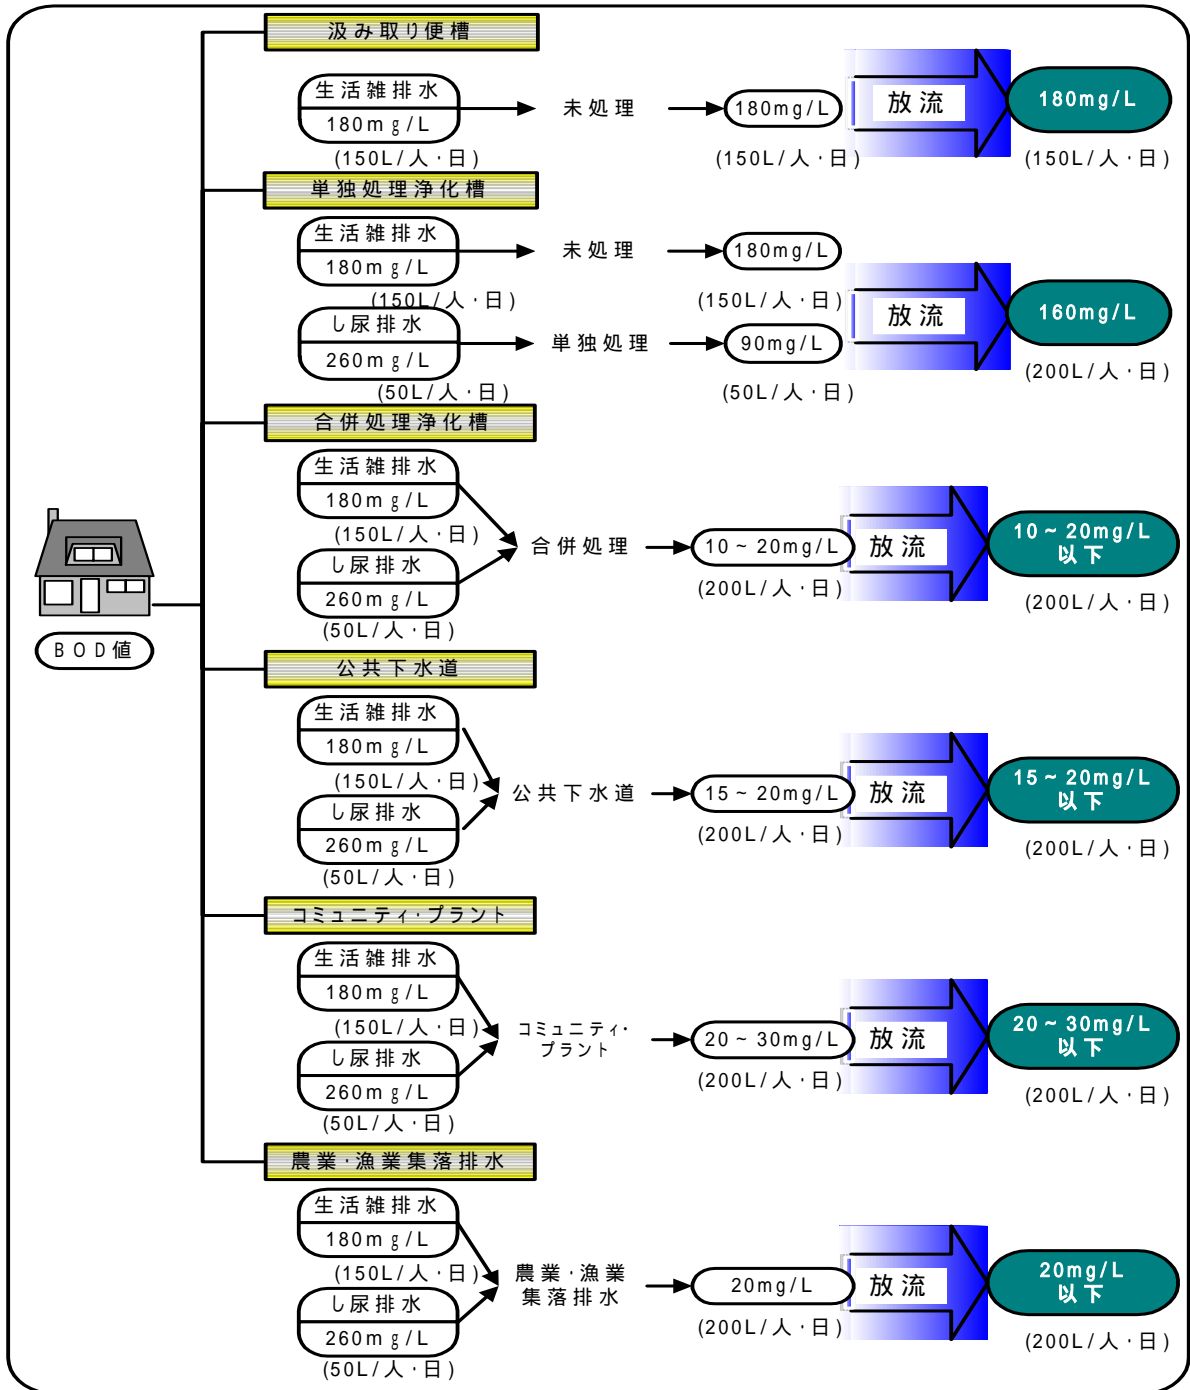 汲み取り便槽
生活雑排水
180mg/L
(150L/人・日)
未処理
180mg/L
(150L/人・日)
放流
180mg/L
(150L/人・日)
単独処理浄化槽
生活雑排水
180mg/L
(150L/人・日)
未処理
180mg/L
(150L/人・日)
し尿排水
260mg/L
(50L/人・日)
単独処理
90mg/L
(50L/人・日)
放流
160mg/L
(200L/人・日)
合併処理浄化槽
生活雑排水
180mg/L
(150L/人・日)
し尿排水
260mg/L
(50L/人・日)
合併処理
10~20mg/L
(200L/人・日)
放流
10~20mg/L
以下
(200L/人・日)
BOD値
公共下水道
生活雑排水
180mg/L
(150L/人・日)
し尿排水
260mg/L
(50L/人・日)
公共下水道
15~20mg/L
(200L/人・日)
放流
15~20mg/L
以下
(200L/人・日)
コミュニティ・プラント
生活雑排水
180mg/L
(150L/人・日)
し尿排水
260mg/L
(50L/人・日)
コミュニティ・
プラント
20~30mg/L
(200L/人・日)
放流
20~30mg/L
以下
(200L/人・日)
農業・漁業集落排水
生活雑排水
180mg/L
(150L/人・日)
し尿排水
260mg/L
(50L/人・日)
農業・漁業
集落排水
20mg/L
(200L/人・日)
放流
20mg/L
以下
(200L/人・日)